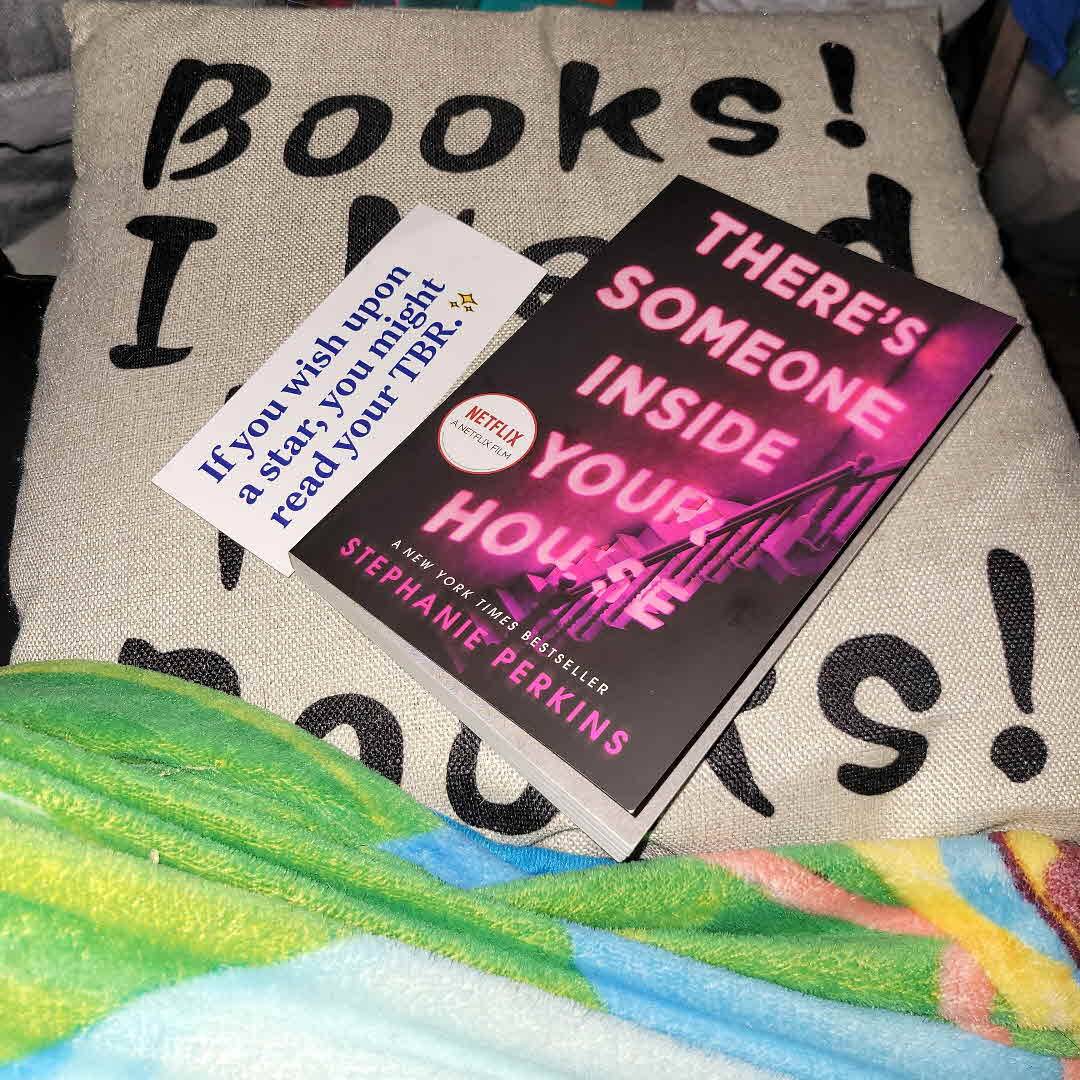 Books!
I
Books!
If you wish upon
a star, you might
read your TBR. ✨
THERE'S
SOMEONE
INSIDE
YOUR
HOUSE
NETFLIX
A NETFLIX FILM
A NEW YORK TIMES BESTSELLER
STEPHANIE PERKINS